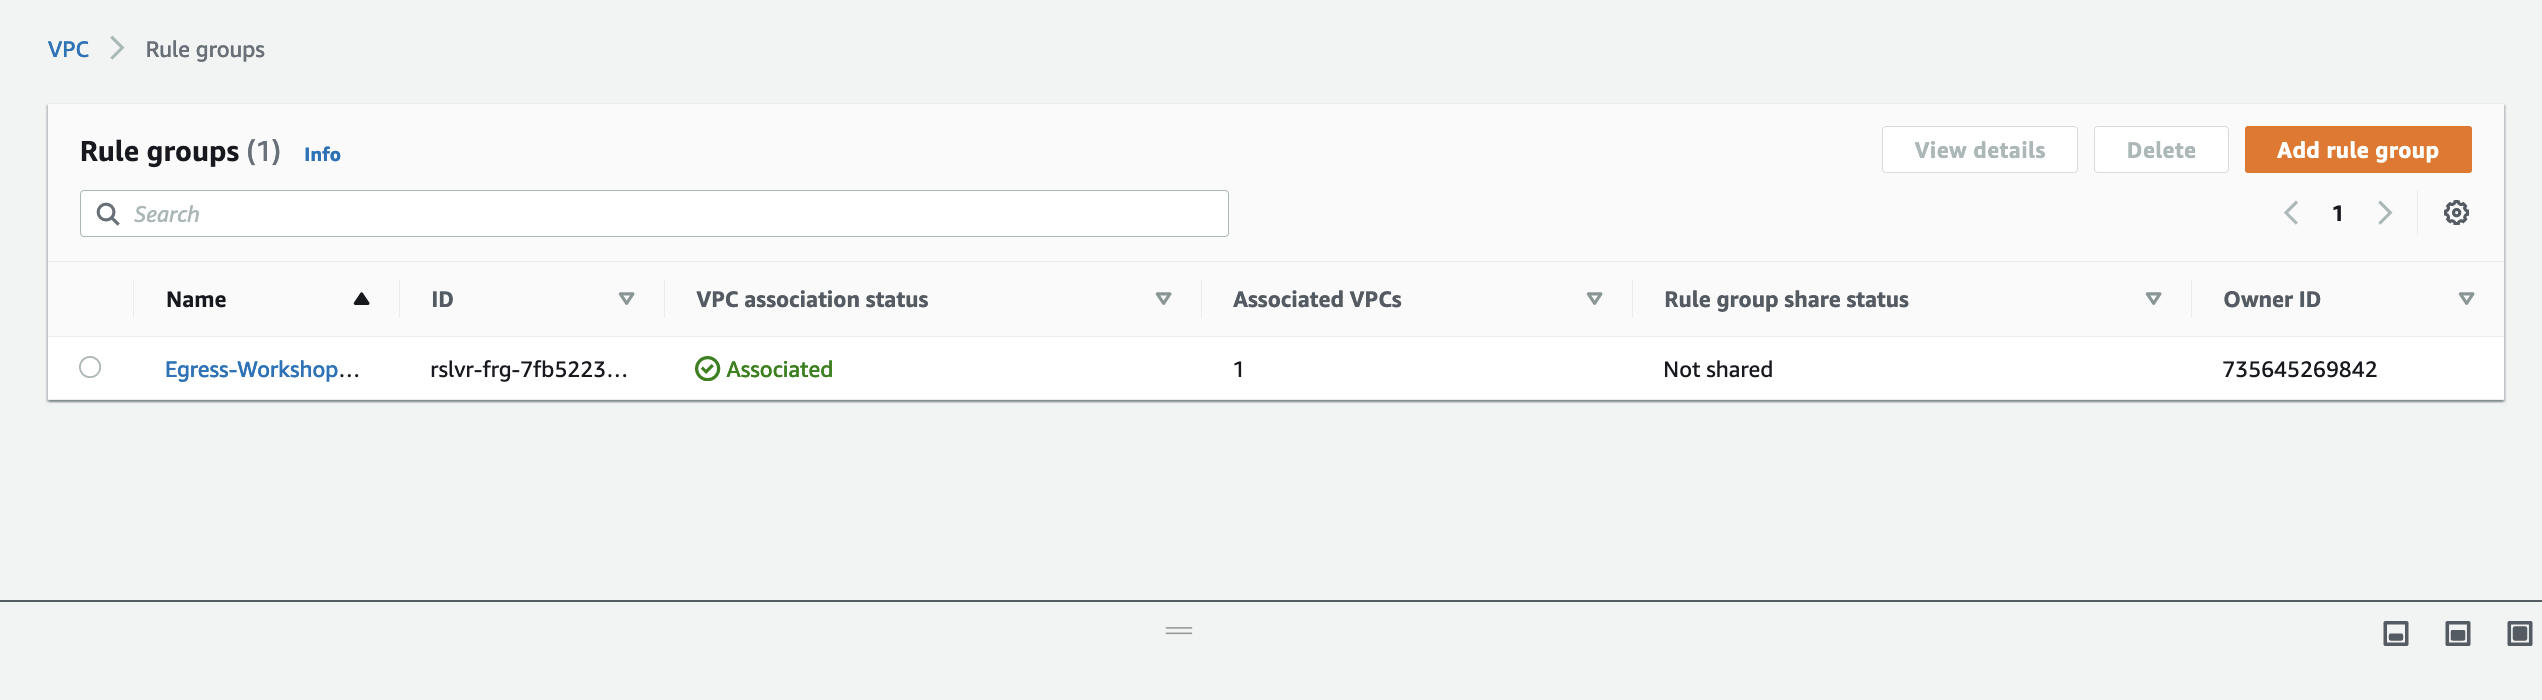 VPC Rule groups
Rule groups (1) Info View details Delete Add rule group
Search 1
Name ID VPC association status Associated VPCs Rule group share status Owner ID
Egress-Workshop... rslvr-frg-7fb5223... Associated 1 Not shared 735645269842